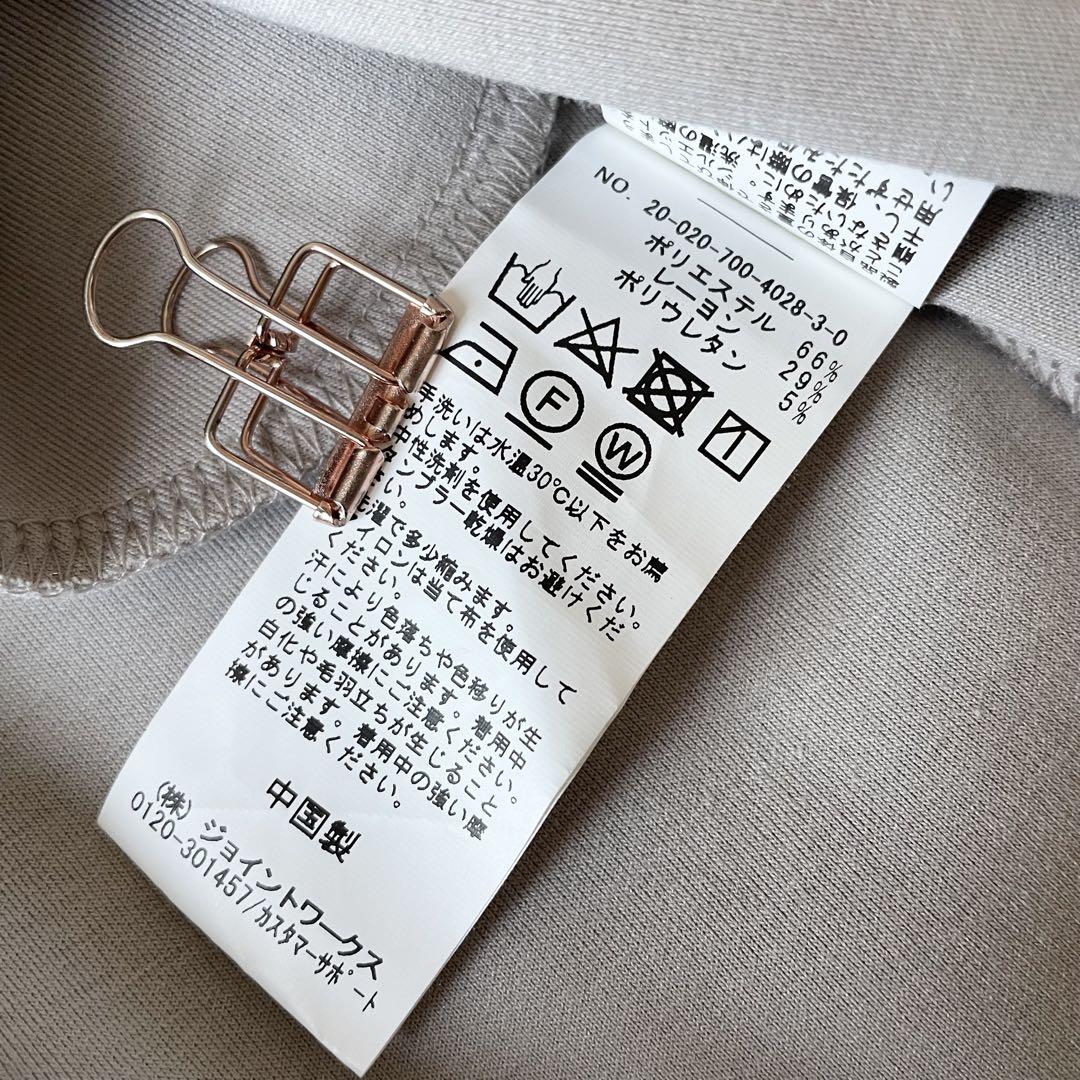 NO. 20-020-700-4028-3-0
ポリエステル 66%
レーヨン 29%
ポリウレタン 5%
F
W
手洗いは水温30℃以下をお薦
めします。
中性洗剤を使用してください。
タンブラー乾燥はお避けくだ
さい。
洗濯で多少縮みます。
アイロンは当て布を使用して
ください。
汗により色落ちや色移りが生
じることがあります。着用中
の強い摩擦にご注意ください。
白化や毛羽立ちが生じること
があります。着用中の強い摩
擦にご注意ください。
中国製
(株) ジョイントワークス
0120-301457/ｶｽﾀﾏｰｻﾎﾟｰﾄ